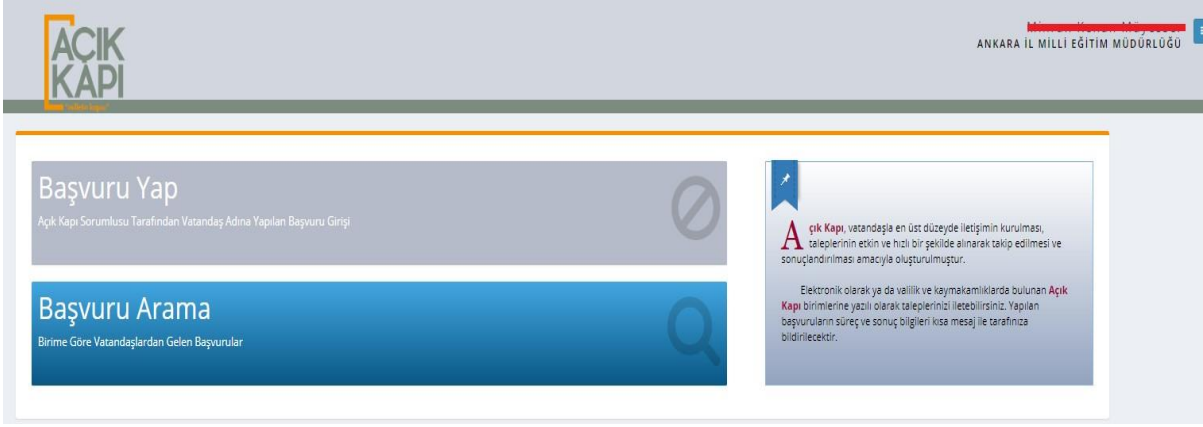 AÇIK
KAPI
ANKARA İL MİLLİ EĞİTİM MÜDÜRLÜĞÜ
Başvuru Yap
Açık Kapı Sorumlusu Tarafından Vatandaş Adına Yapılan Başvuru Girişi
Başvuru Arama
Birime Göre Vatandaşlardan Gelen Başvurular
Açık Kapı, vatandaşla en üst düzeyde iletişimin kurulması,
taleplerinin etkin ve hızlı bir şekilde alınarak takip edilmesi ve
sonuçlandırılması amacıyla oluşturulmuştur.
Elektronik olarak ya da valilik ve kaymakamlıklarda bulunan Açık
Kapı birimlerine yazılı olarak taleplerinizi iletebilirsiniz. Yapılan
başvuruların süreç ve sonuç bilgileri kısa mesaj ile tarafınıza
bildirilecektir.